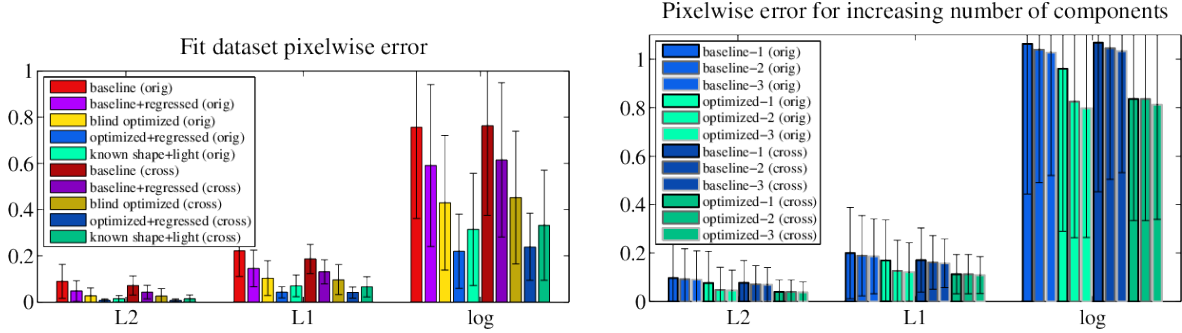 Fit dataset pixelwise error
1
0.8
0.6
0.4
0.2
0
baseline (orig)
baseline+regressed (orig)
blind optimized (orig)
optimized+regressed (orig)
known shape+light (orig)
baseline (cross)
baseline+regressed (cross)
blind optimized (cross)
optimized+regressed (cross)
known shape+light (cross)
L2
L1
log
Pixelwise error for increasing number of components
1
0.8
0.6
0.4
0.2
0
baseline−1 (orig)
baseline−2 (orig)
baseline−3 (orig)
optimized−1 (orig)
optimized−2 (orig)
optimized−3 (orig)
baseline−1 (cross)
baseline−2 (cross)
baseline−3 (cross)
optimized−1 (cross)
optimized−2 (cross)
optimized−3 (cross)
L2
L1
log